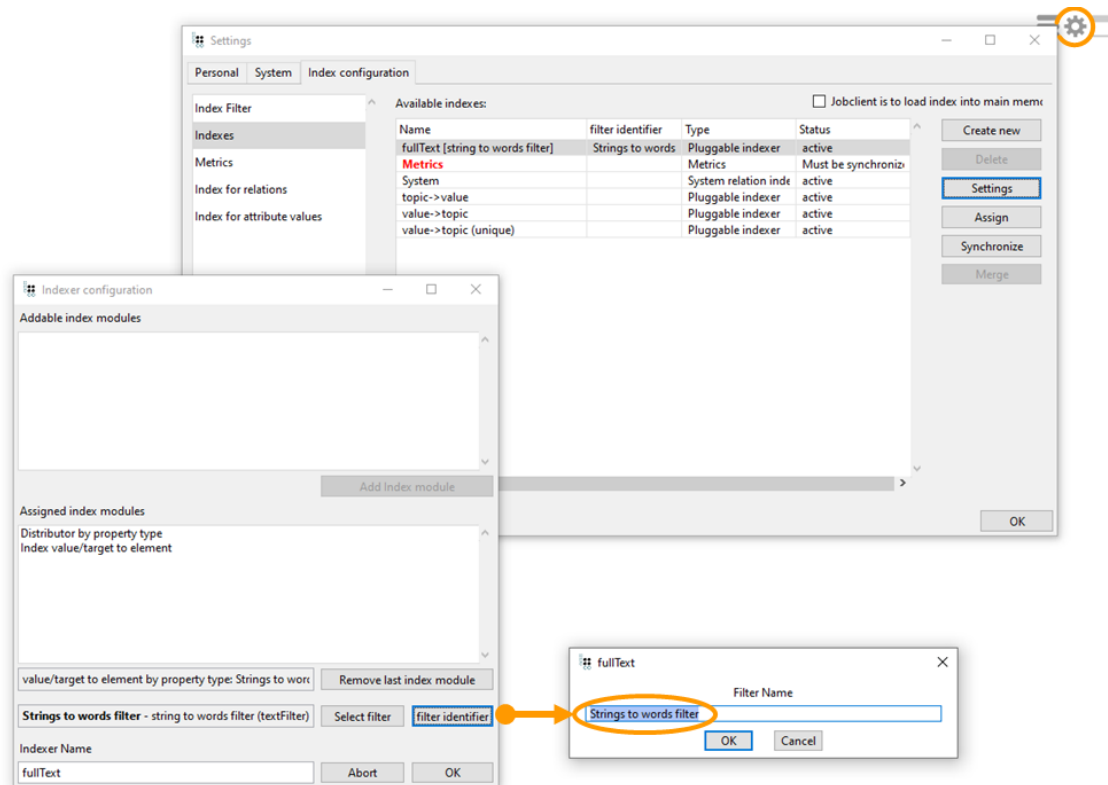 Settings
Personal System Index configuration
Index Filter
Indexes
Metrics
Index for relations
Index for attribute values
Available indexes:
Jobclient is to load index into main memo
Name filter identifier Type Status
fullText [string to words filter] Strings to words Pluggable indexer active
Metrics Metrics Must be synchronize
System System relation inde active
topic->value Pluggable indexer active
value->topic Pluggable indexer active
value->topic (unique) Pluggable indexer active
Create new
Delete
Settings
Assign
Synchronize
Merge
OK
Indexer configuration
Addable index modules
Add Index module
Assigned index modules
Distributor by property type
Index value/target to element
value/target to element by property type: Strings to word Remove last index module
Strings to words filter - string to words filter (textFilter) Select filter filter identifier
Indexer Name
fullText Abort OK
fullText
Filter Name
Strings to words filter
OK Cancel